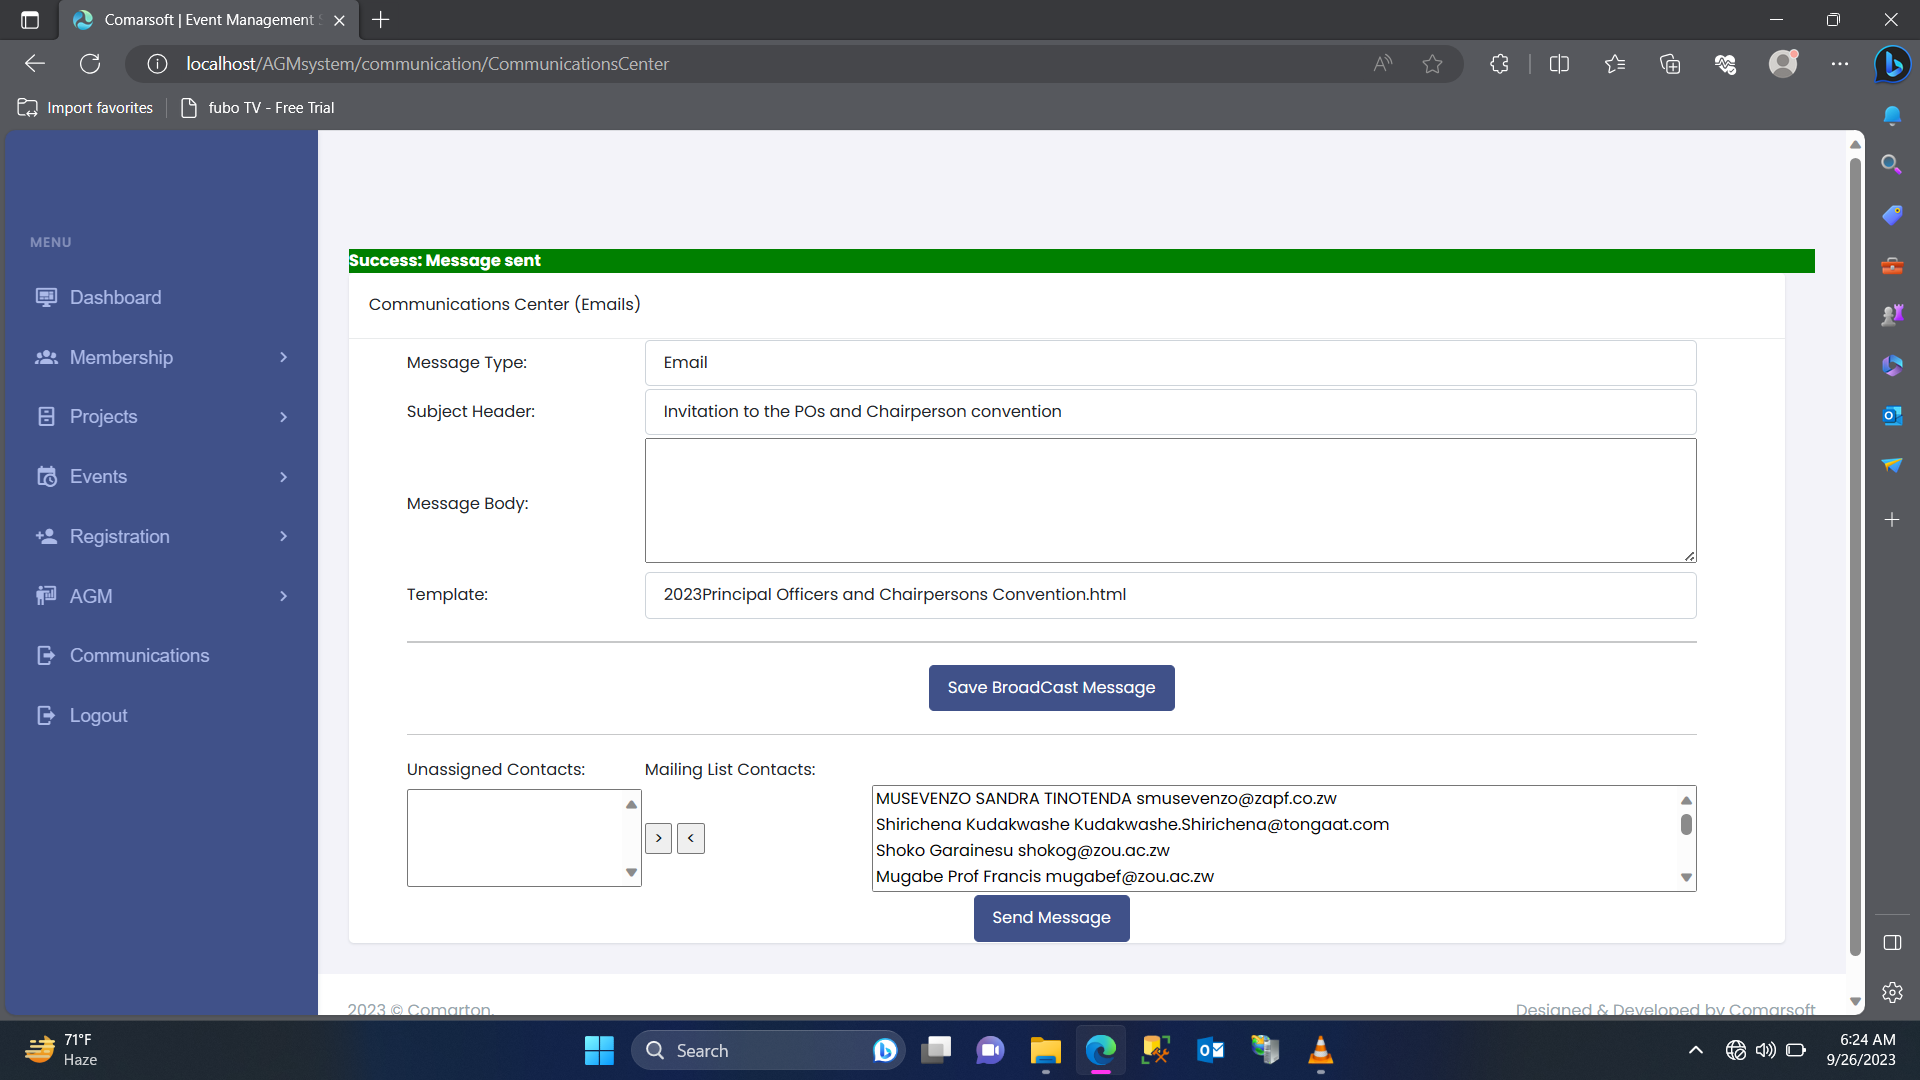 Comarsoft | Event Management S
localhost/AGMsystem/communication/CommunicationsCenter
Import favorites
fubo TV - Free Trial
MENU
Dashboard
Membership
Projects
Events
Registration
AGM
Communications
Logout
Success: Message sent
Communications Center (Emails)
Message Type:
Email
Subject Header:
Invitation to the POs and Chairperson convention
Message Body:
Template:
2023Principal Officers and Chairpersons Convention.html
Save BroadCast Message
Unassigned Contacts:
Mailing List Contacts:
>
<
MUSEVENZO SANDRA TINOTENDA smusevenzo@zapf.co.zw
Shirichena Kudakwashe Kudakwashe.Shirichena@tongaat.com
Shoko Garainesu shokog@zou.ac.zw
Mugabe Prof Francis mugabef@zou.ac.zw
Send Message
2023 © Comarton.
Designed & Developed by Comarsoft
71°F
Haze
Search
6:24 AM
9/26/2023